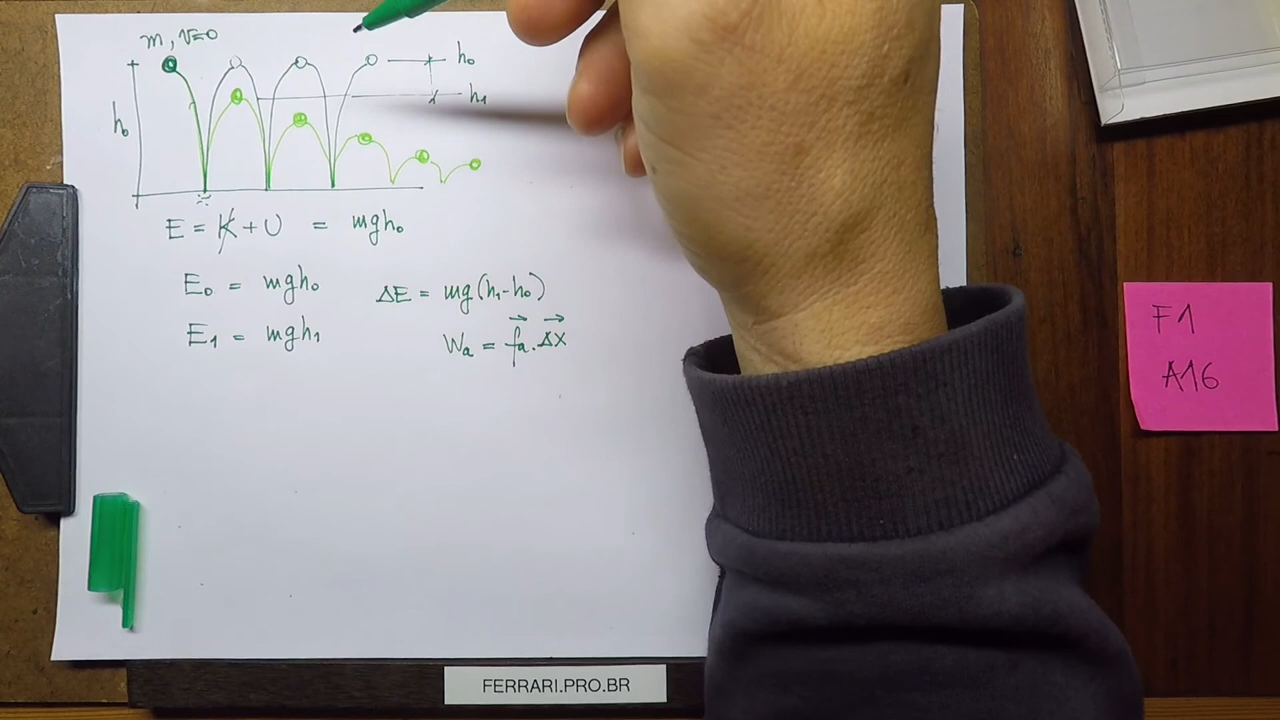 m, v=0
h₀
h₁
h₀
E = K + U = mgh₀
E₀ = mgh₀
ΔE = mg(h₁-h₀)
E₁ = mgh₁
Wa = fa. Δx
F1
A16
FERRARI.PRO.BR